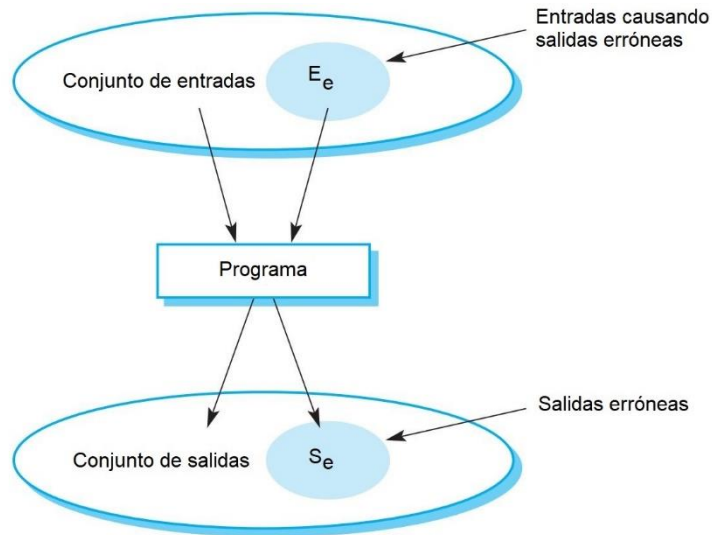 Entradas causando
salidas erróneas
Conjunto de entradas
Ee
Programa
Salidas erróneas
Conjunto de salidas
Se